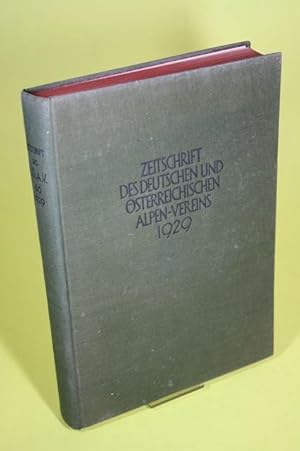 ZEITSCHRIFT
DES DEUTSCHEN UND
ÖSTERREICHISCHEN
ALPEN-VEREINS
1929